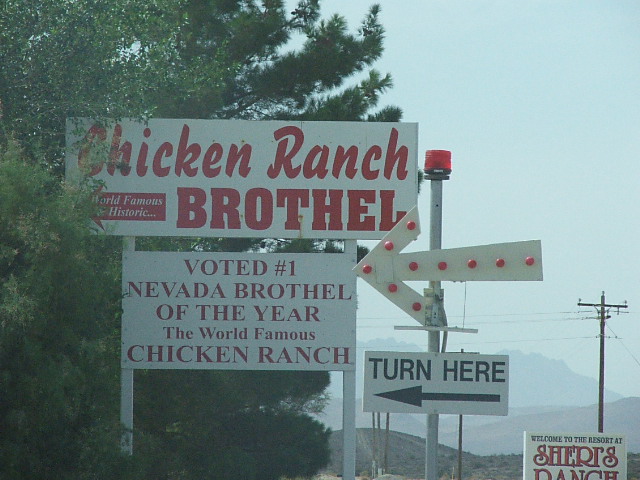 Chicken Ranch
World Famous
& Historic...
BROTHEL
VOTED #1
NEVADA BROTHEL
OF THE YEAR
The World Famous
CHICKEN RANCH
TURN HERE
WELCOME TO THE RESORT AT
SHERI'S
RANCH